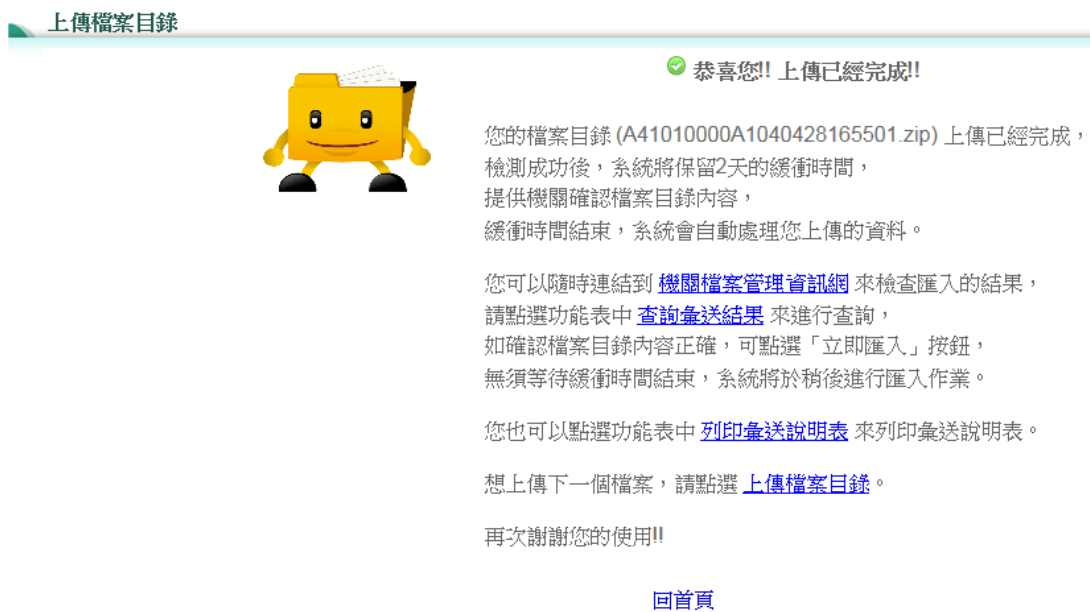 上傳檔案目錄
恭喜您!! 上傳已經完成!!
您的檔案目錄 (A41010000A1040428165501.zip) 上傳已經完成，
檢測成功後，系統將保留2天的緩衝時間，
提供機關確認檔案目錄內容，
緩衝時間結束，系統會自動處理您上傳的資料。
您可以隨時連結到 機關檔案管理資訊網 來檢查匯入的結果，
請點選功能表中 查詢彙送結果 來進行查詢，
如確認檔案目錄內容正確，可點選「立即匯入」按鈕，
無須等待緩衝時間結束，系統將於稍後進行匯入作業。
您也可以點選功能表中 列印彙送說明表 來列印彙送說明表。
想上傳下一個檔案，請點選 上傳檔案目錄。
再次謝謝您的使用!!
回首頁